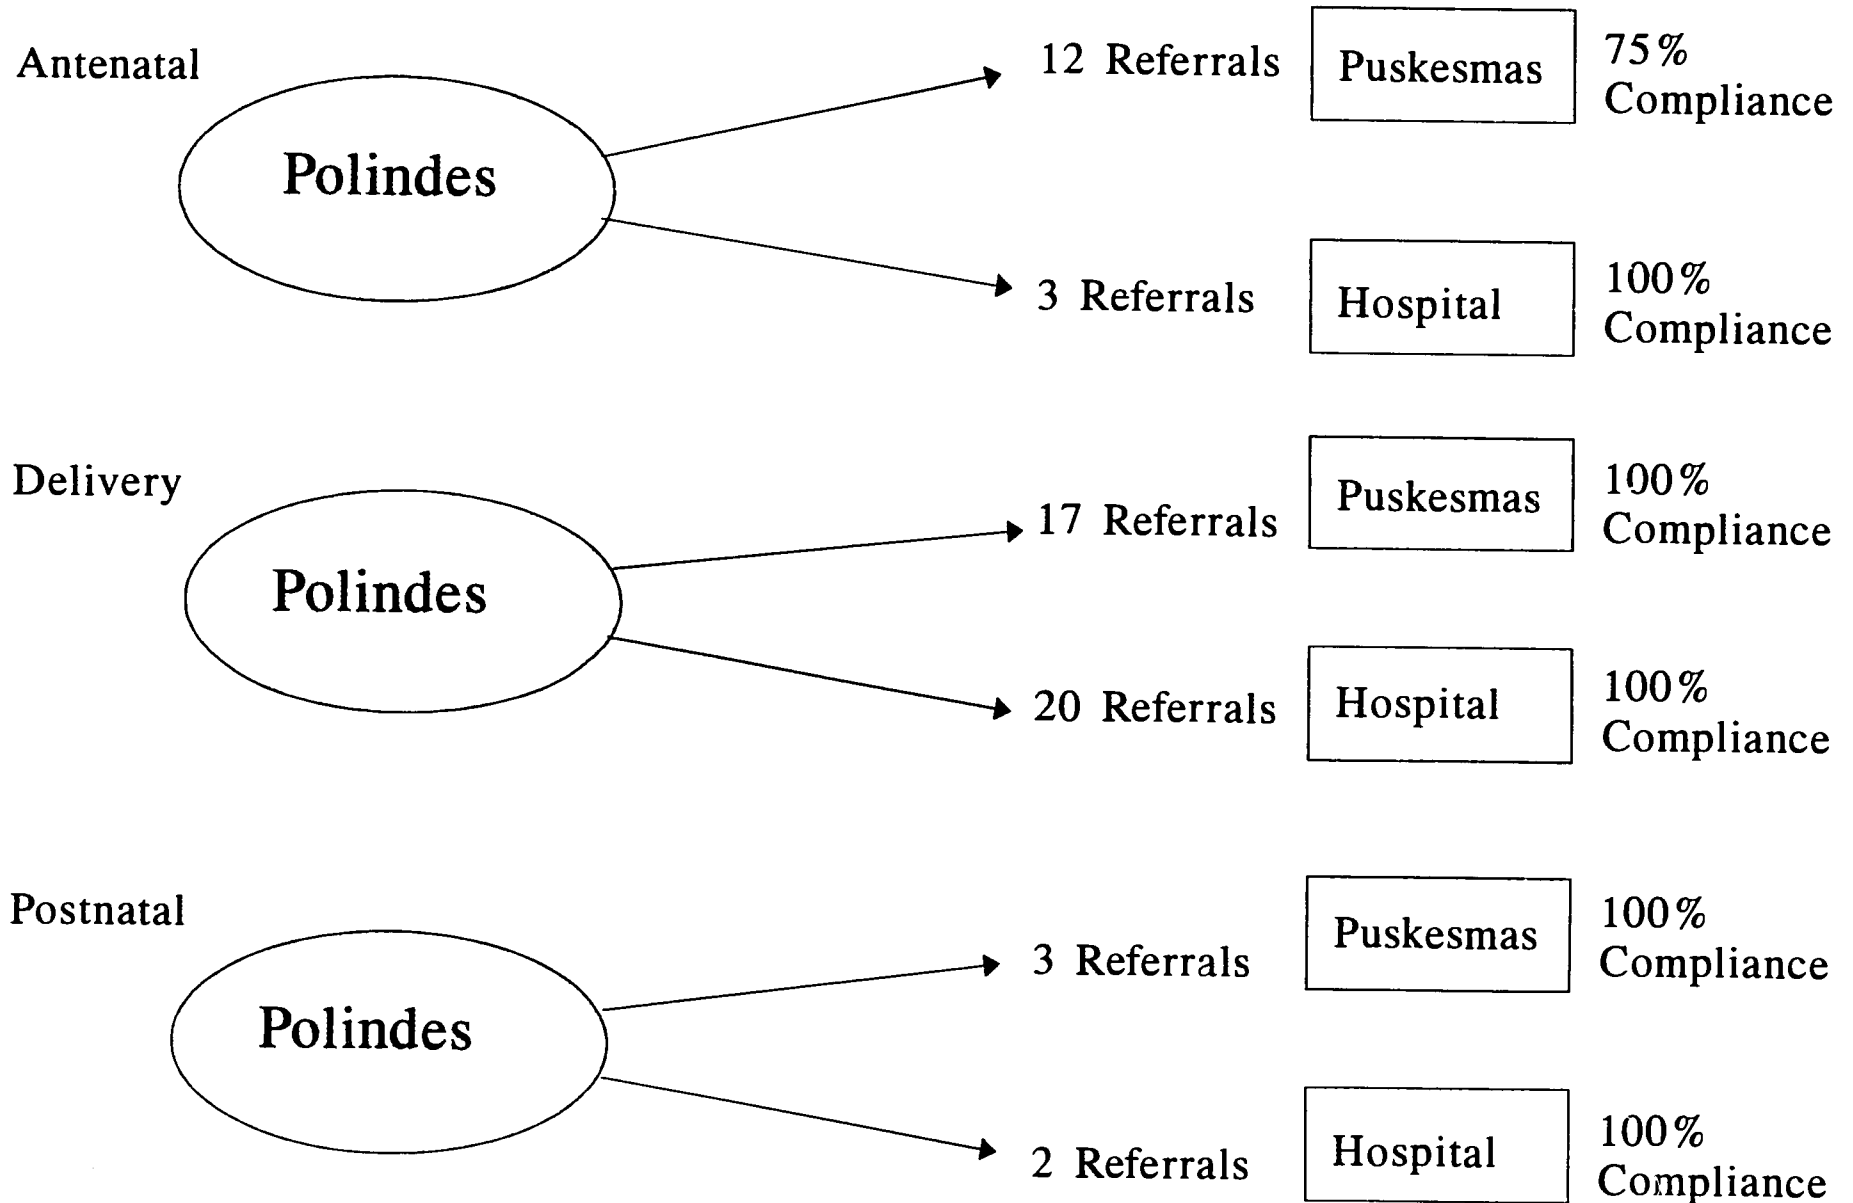 Antenatal
Polindes
12 Referrals
Puskesmas
75%
Compliance
3 Referrals
Hospital
100%
Compliance
Delivery
Polindes
17 Referrals
Puskesmas
100%
Compliance
20 Referrals
Hospital
100%
Compliance
Postnatal
Polindes
3 Referrals
Puskesmas
100%
Compliance
2 Referrals
Hospital
100%
Compliance